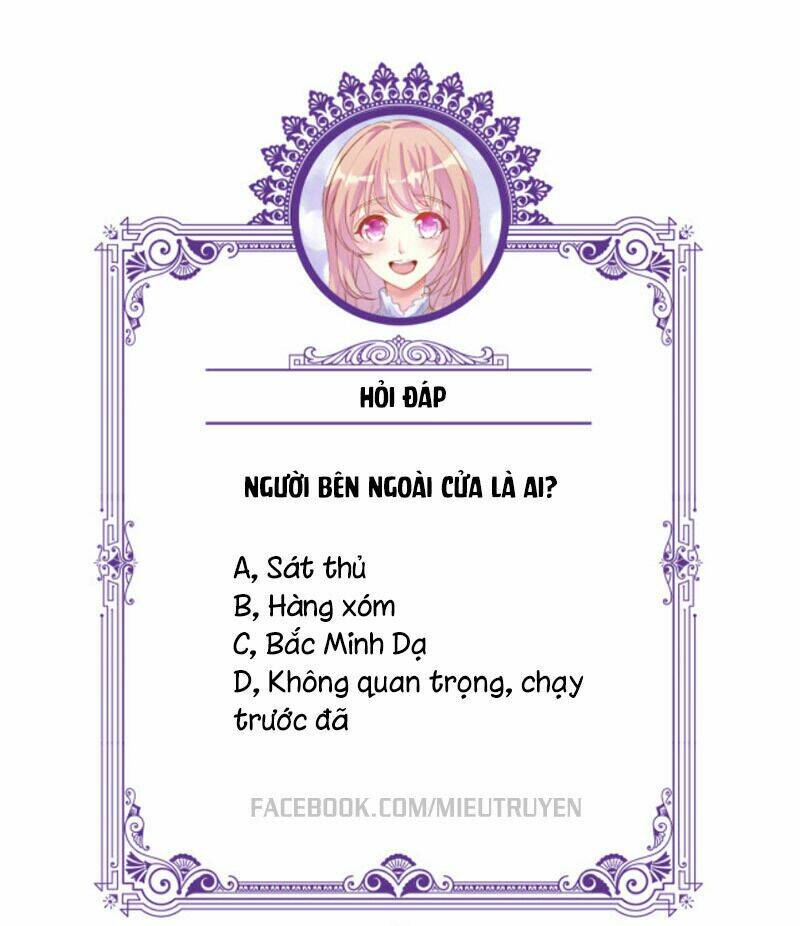 HỎI ĐÁP
NGƯỜI BÊN NGOÀI CỬA LÀ AI?
A, Sát thủ
B, Hàng xóm
C, Bắc Minh Dạ
D, Không quan trọng, chạy
trước đã
FACEBOOK.COM/MIEUTRUYEN